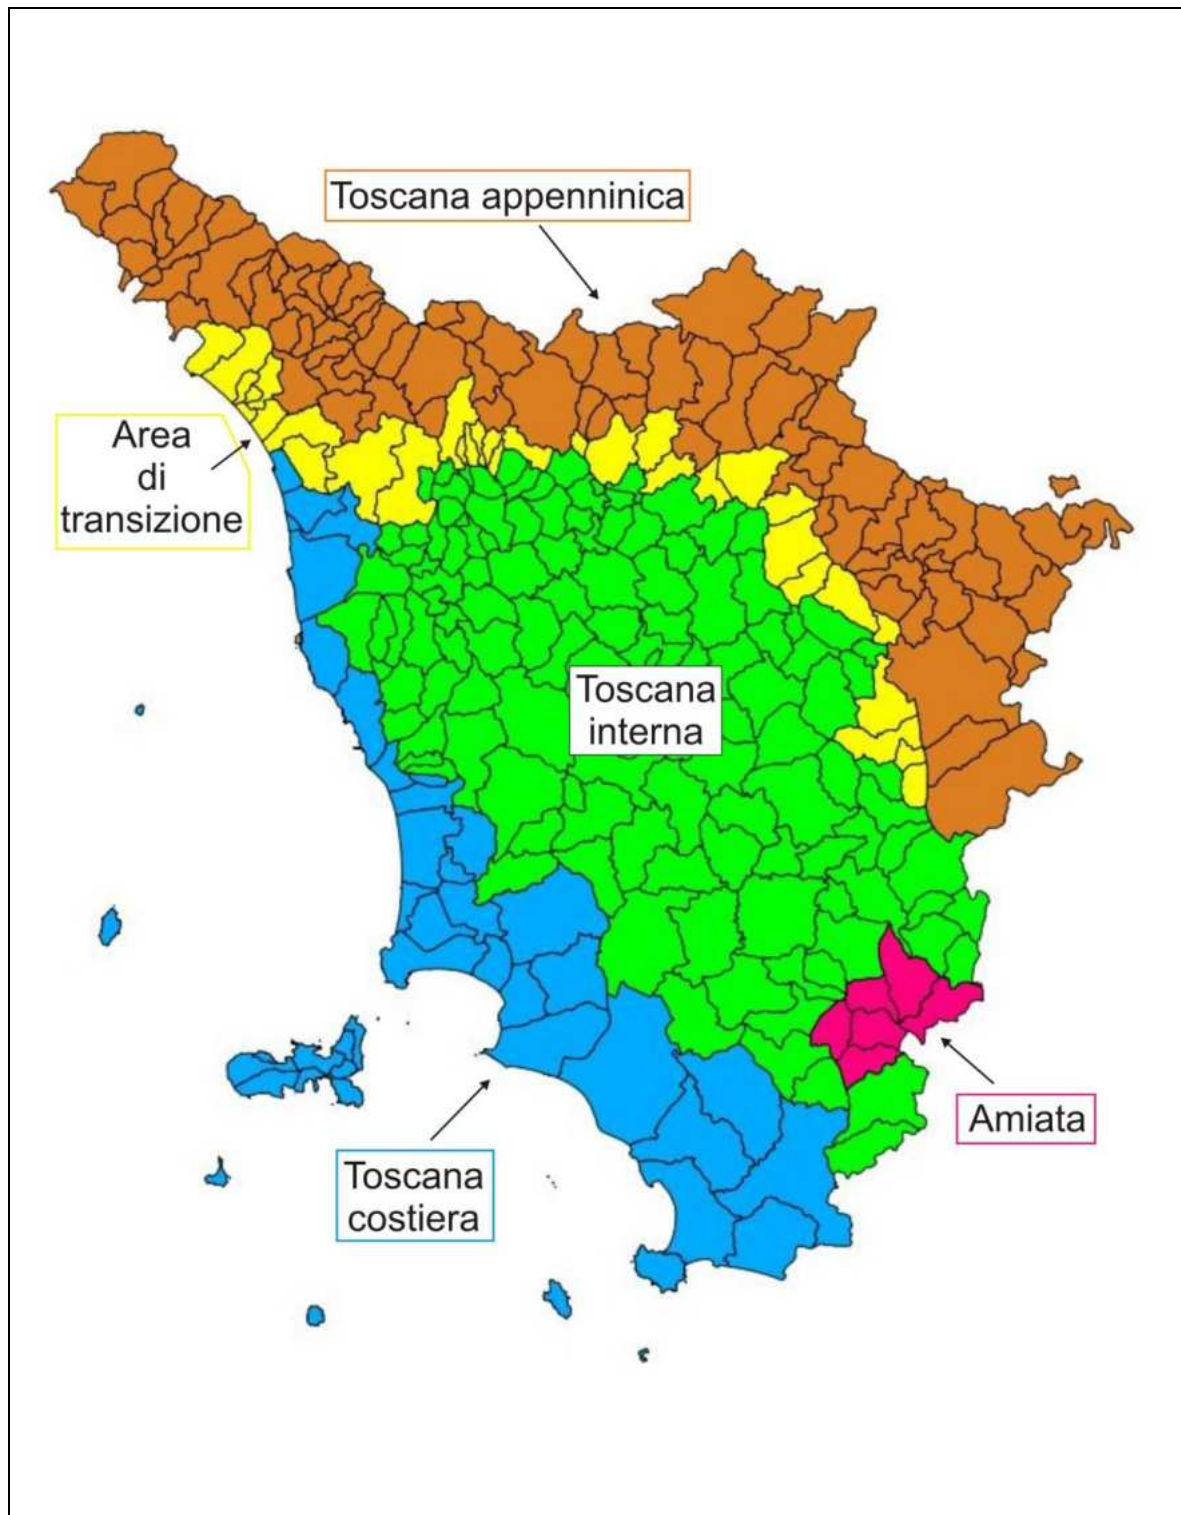 Toscana appenninica
Area
di
transizione
Toscana
interna
Amiata
Toscana
costiera